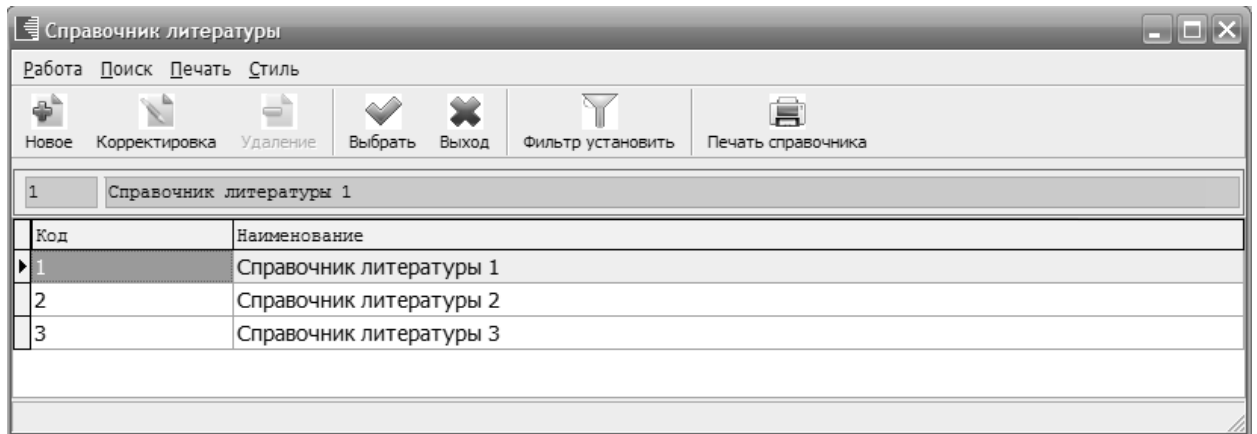 Справочник литературы
Работа Поиск Печать Стиль
Новое Корректировка Удаление Выбрать Выход Фильтр установить Печать справочника
1 Справочник литературы 1
Код Наименование
1 Справочник литературы 1
2 Справочник литературы 2
3 Справочник литературы 3